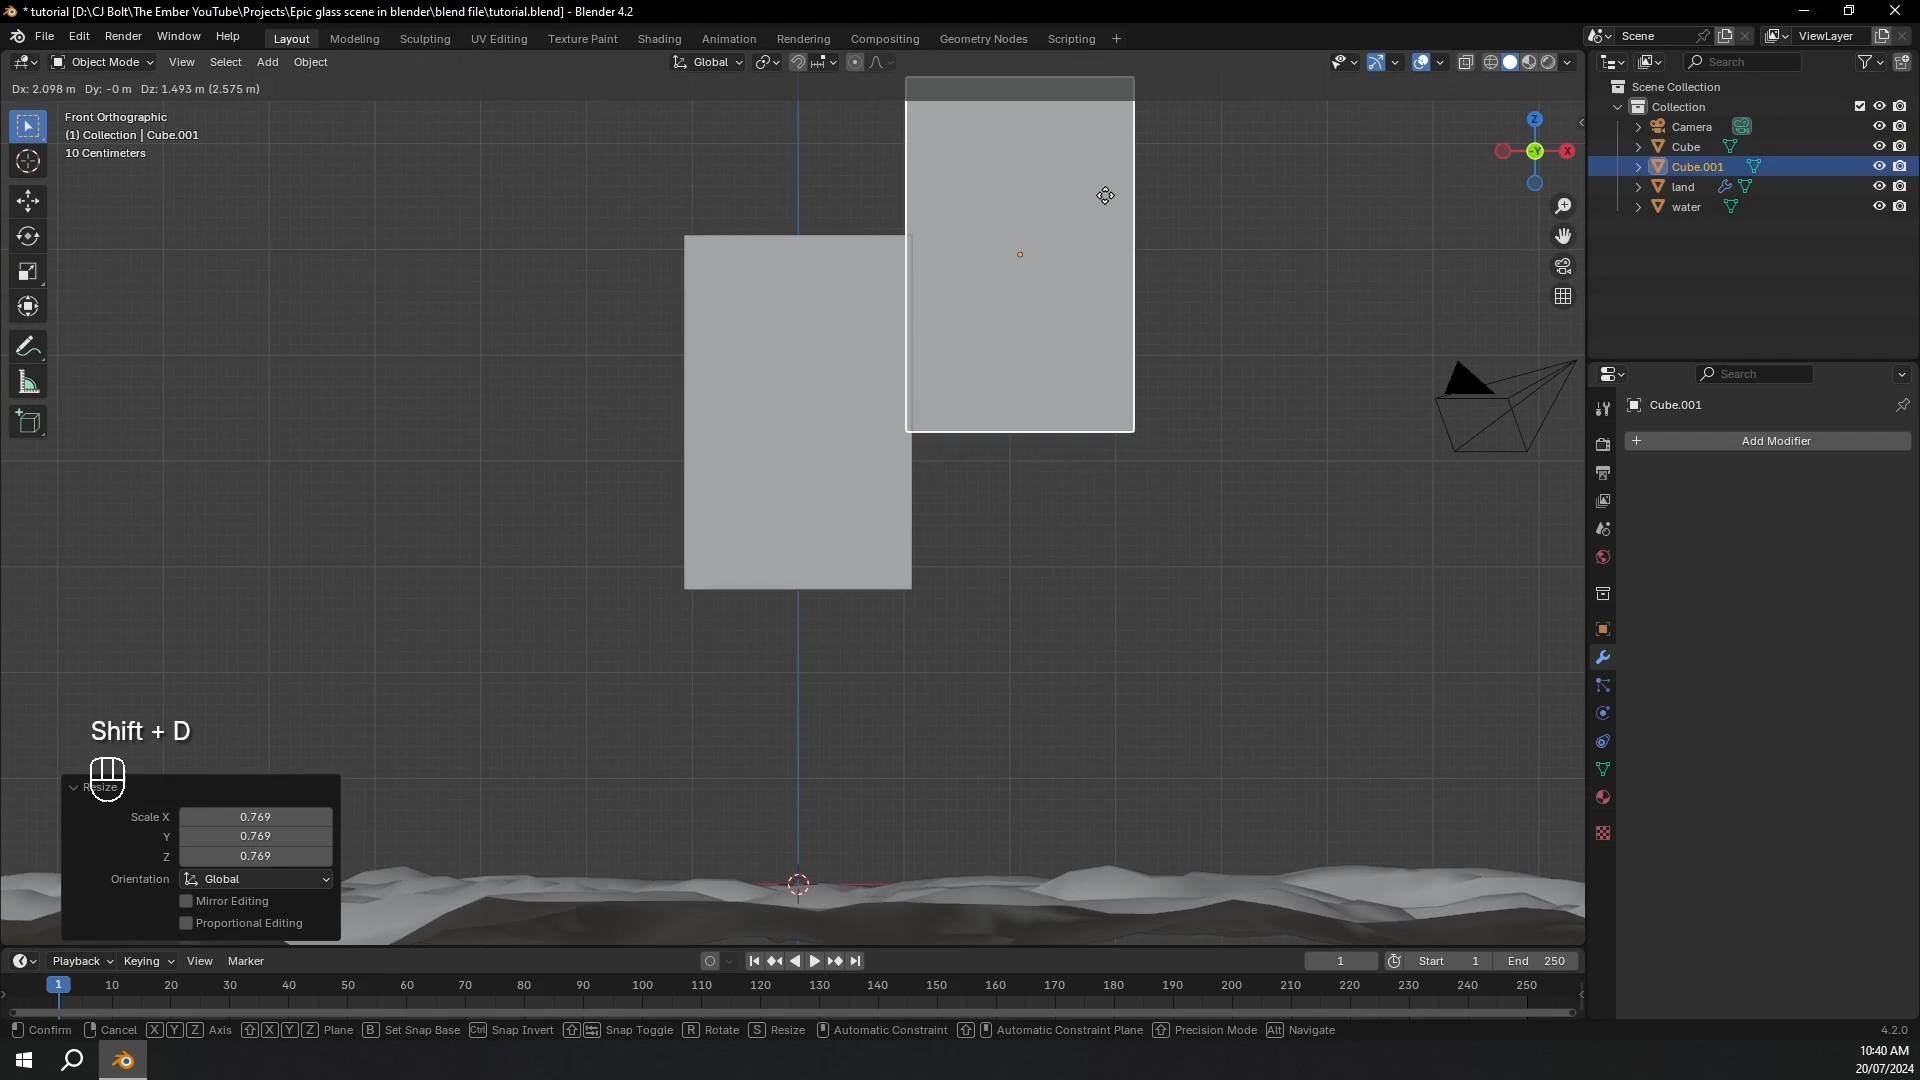 * tutorial [D:\CJ Bolt\The Ember YouTube\Projects\Epic glass scene in blender\blend file\tutorial.blend] - Blender 4.2
File Edit Render Window Help Layout Modeling Sculpting UV Editing Texture Paint Shading Animation Rendering Compositing Geometry Nodes Scripting + Scene ViewLayer
Object Mode View Select Add Object Global Search
Dx: 2.098 m Dy: -0 m Dz: 1.493 m (2.575 m)
Scene Collection
Front Orthographic
(1) Collection | Cube.001
10 Centimeters
Z
-Y
X
Collection
Camera
Cube
Cube.001
land
water
Search
Cube.001
+ Add Modifier
Shift + D
Resize
Scale X 0.769
Y 0.769
Z 0.769
Orientation Global
Mirror Editing
Proportional Editing
Playback Keying View Marker 1 Start 1 End 250
1 10 20 30 40 50 60 70 80 90 100 110 120 130 140 150 160 170 180 190 200 210 220 230 240 250
Confirm Cancel X Y Z Axis X Y Z Plane B Set Snap Base Ctrl Snap Invert Snap Toggle R Rotate S Resize Automatic Constraint Automatic Constraint Plane Precision Mode Alt Navigate 4.2.0
10:40 AM
20/07/2024